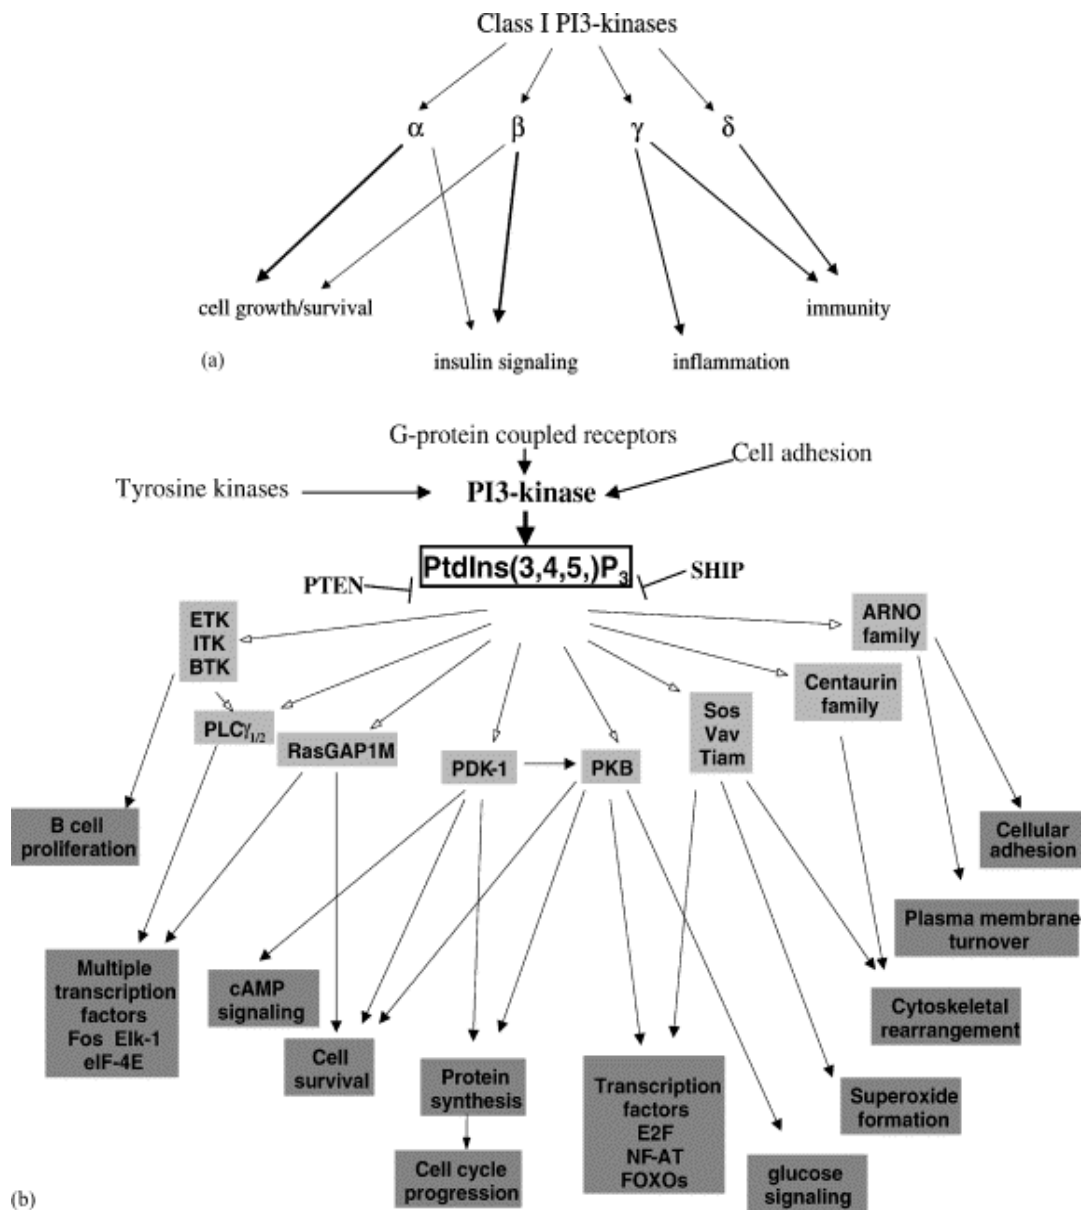 Class I PI3-kinases
α β γ δ
cell growth/survival
immunity
(a)
insulin signaling
inflammation
G-protein coupled receptors
Cell adhesion
Tyrosine kinases
PI3-kinase
PtdIns(3,4,5,)P3
PTEN
SHIP
ETK
ITK
BTK
ARNO
family
Centaurin
family
PLCγ1/2
RasGAP1M
Sos
Vav
Tiam
PDK-1
PKB
B cell
proliferation
Cellular
adhesion
Plasma membrane
turnover
Multiple
transcription
factors
Fos Elk-1
eIF-4E
cAMP
signaling
Cytoskeletal
rearrangement
Cell
survival
Protein
synthesis
Transcription
factors
E2F
NF-AT
FOXOs
Superoxide
formation
Cell cycle
progression
glucose
signaling
(b)